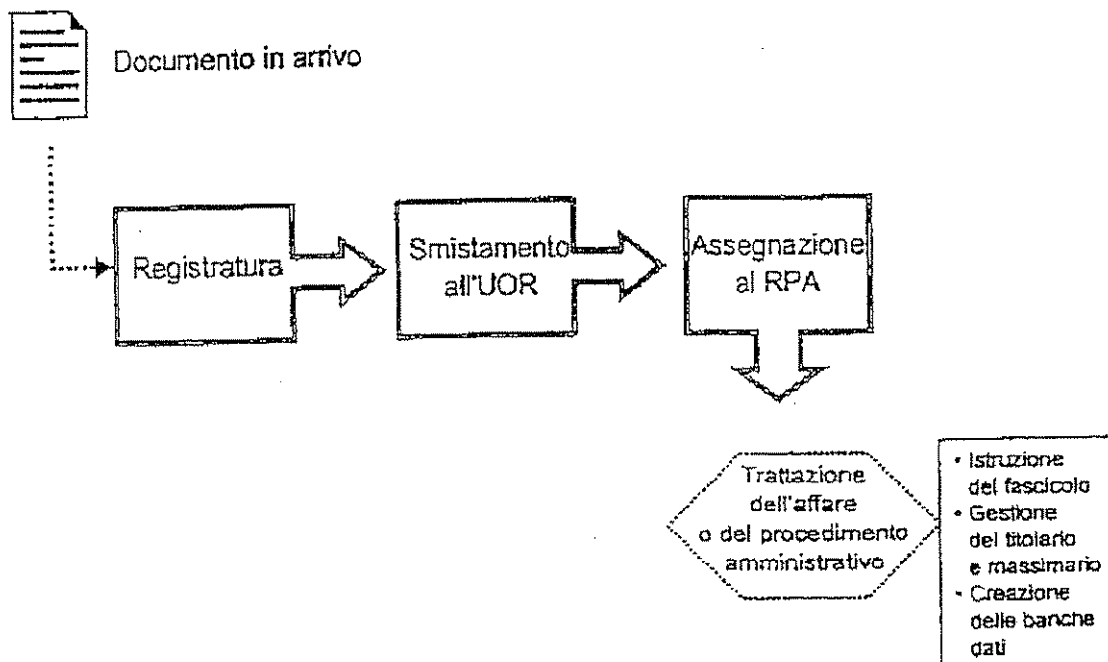 Documento in arrivo
Registratura
Smistamento
all'UOR
Assegnazione
al RPA
Trattazione
dell'affare
o del procedimento
amministrativo
• Istruzione
del fascicolo
• Gestione
del titolario
e massimario
• Creazione
delle banche
dati